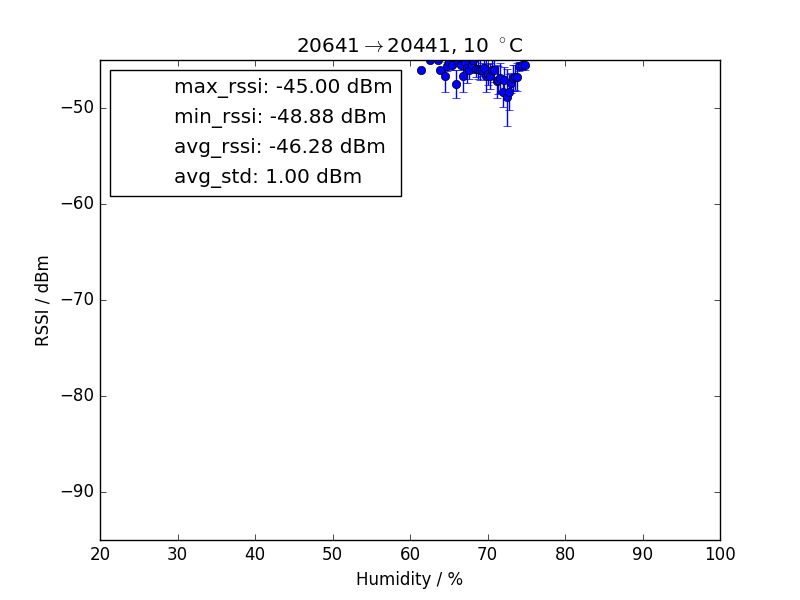 20641→20441, 10 °C
max_rssi: -45.00 dBm
min_rssi: -48.88 dBm
avg_rssi: -46.28 dBm
avg_std: 1.00 dBm
RSSI / dBm
−50
−60
−70
−80
−90
20 30 40 50 60 70 80 90 100
Humidity / %